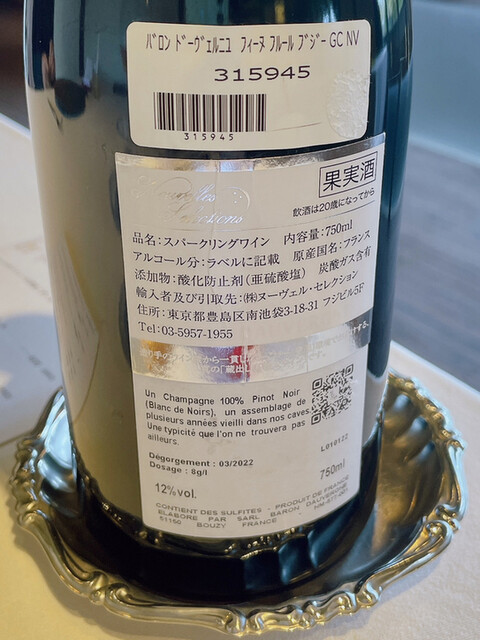 バロン ドーヴェルニュ フィーヌ フルール ブジー GC NV
315945
315945
Nouvelles
Selections
果実酒
飲酒は20歳になってから
品名:スパークリングワイン 内容量:750ml
アルコール分:ラベルに記載 原産国名:フランス
添加物:酸化防止剤(亜硫酸塩) 炭酸ガス含有
輸入者及び引取先:㈱ヌーヴェル・セレクション
住所:東京都豊島区南池袋3-18-31 フジビル5F
Tel:03-5957-1955
Un Champagne 100% Pinot Noir
(Blanc de Noirs), un assemblage de
plusieurs années vieilli dans nos caves
Une typicité que l'on ne trouvera pas
ailleurs.
L010122
Dégorgement : 03/2022
Dosage : 8g/l
12%vol.
750ml
CONTIENT DES SULFITES - PRODUIT DE FRANCE
ELABORE PAR SARL BARON DAUVERGNE
51150 BOUZY FRANCE